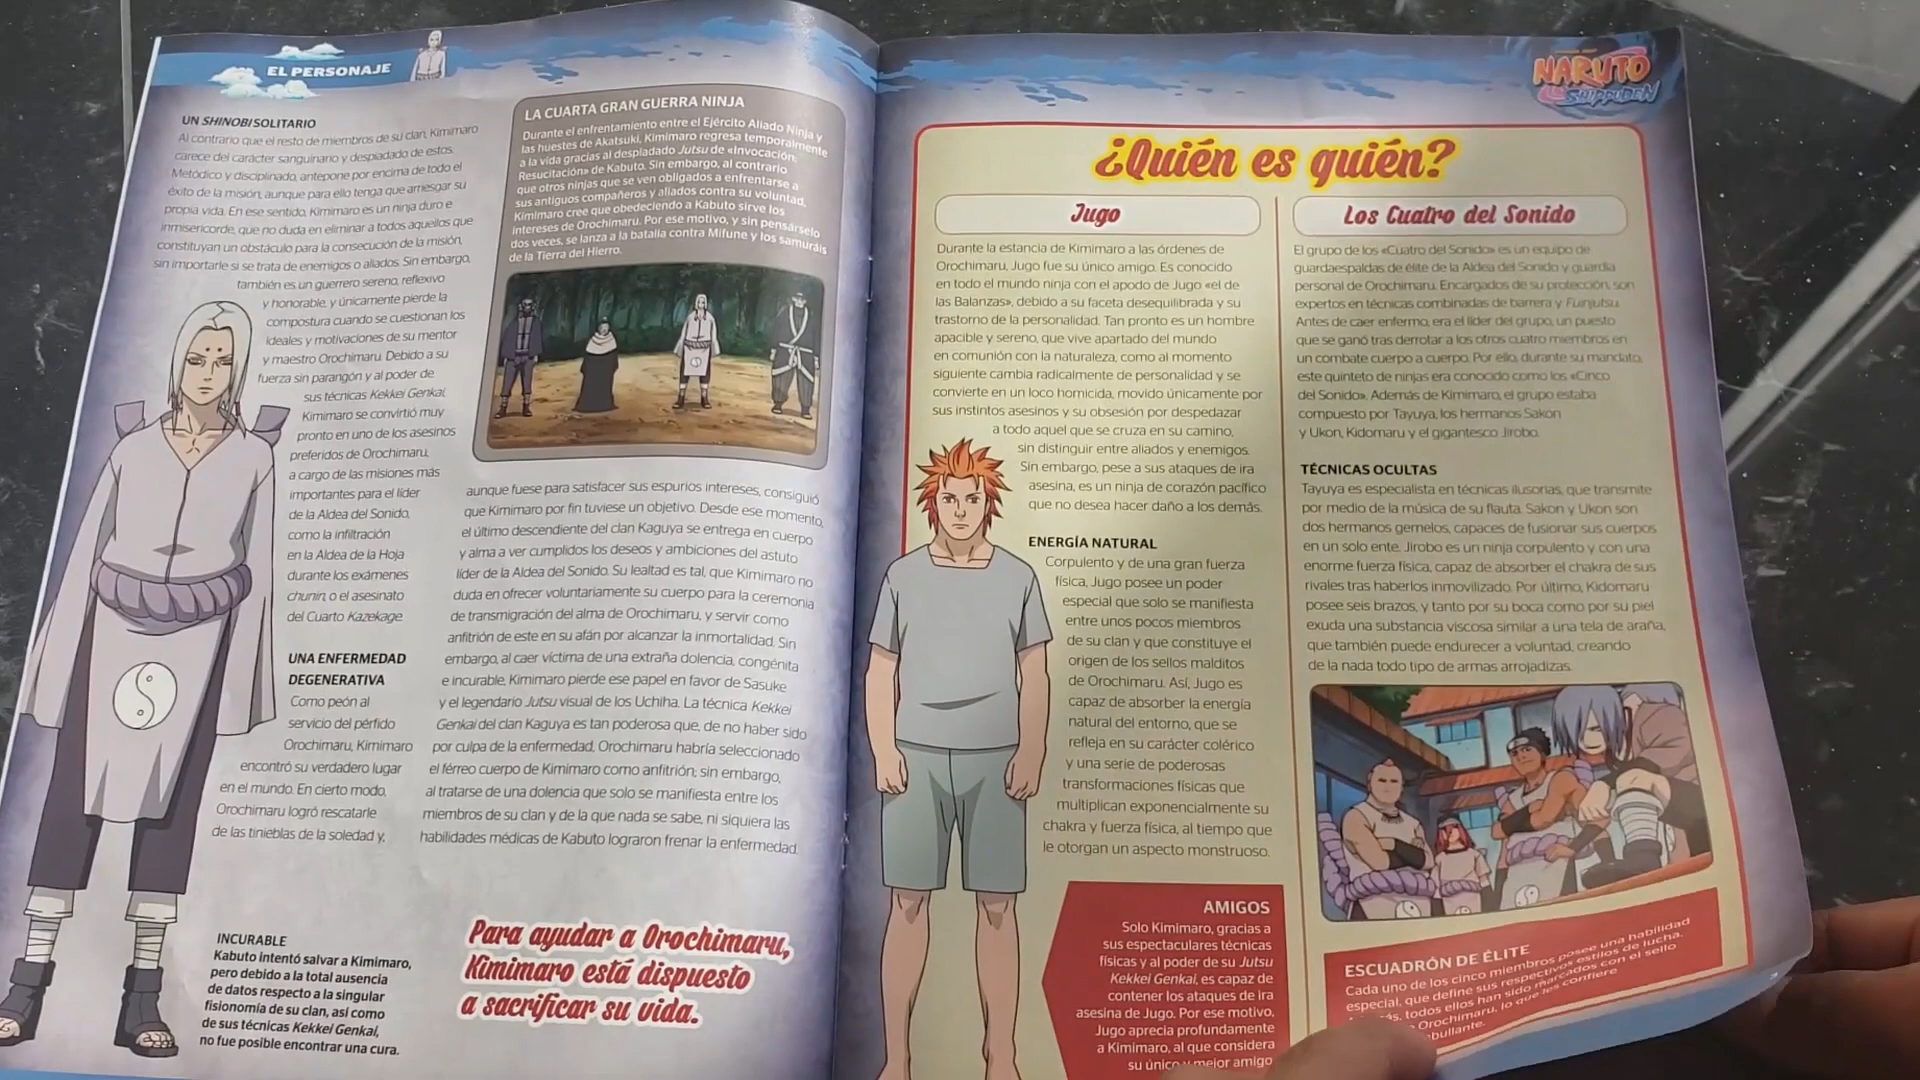 EL PERSONAJE
UN SHINOBI SOLITARIO
Al contrario que el resto de miembros de su clan, Kimimaro
carece del carácter sanguinario y despiadado de estos.
Metódico y disciplinado, antepone por encima de todo el
éxito de la misión, aunque para ello tenga que arriesgar su
propia vida. En ese sentido, Kimimaro es un ninja duro e
inmisericorde, que no duda en eliminar a todos aquellos que
constituyan un obstáculo para la consecución de la misión,
sin importarle si se trata de enemigos o aliados. Sin embargo,
también es un guerrero sereno, reflexivo
y honorable, y únicamente pierde la
compostura cuando se cuestionan los
ideales y motivaciones de su mentor
y maestro Orochimaru. Debido a su
fuerza sin parangón y al poder de
sus técnicas Kekkei Genkai,
Kimimaro se convirtió muy
pronto en uno de los asesinos
preferidos de Orochimaru,
a cargo de las misiones más
importantes para el líder
de la Aldea del Sonido,
como la infiltración
en la Aldea de la Hoja
durante los exámenes
chunin, o el asesinato
del Cuarto Kazekage.
UNA ENFERMEDAD
DEGENERATIVA
Como peón al
servicio del pérfido
Orochimaru, Kimimaro
encontró su verdadero lugar
en el mundo. En cierto modo,
Orochimaru logró rescatarle
de las tinieblas de la soledad y,
INCURABLE
Kabuto intentó salvar a Kimimaro,
pero debido a la total ausencia
de datos respecto a la singular
fisionomía de su clan, así como
de sus técnicas Kekkei Genkai,
no fue posible encontrar una cura.
LA CUARTA GRAN GUERRA NINJA
Durante el enfrentamiento entre el Ejército Aliado Ninja y
las huestes de Akatsuki, Kimimaro regresa temporalmente
a la vida gracias al despiadado Jutsu de «Invocación:
Resucitación» de Kabuto. Sin embargo, al contrario
que otros ninjas que se ven obligados a enfrentarse a
sus antiguos compañeros y aliados contra su voluntad,
Kimimaro cree que obedeciendo a Kabuto sirve los
intereses de Orochimaru. Por ese motivo, y sin pensárselo
dos veces, se lanza a la batalla contra Mifune y los samuráis
de la Tierra del Hierro.
aunque fuese para satisfacer sus espurios intereses, consiguió
que Kimimaro por fin tuviese un objetivo. Desde ese momento,
el último descendiente del clan Kaguya se entrega en cuerpo
y alma a ver cumplidos los deseos y ambiciones del astuto
líder de la Aldea del Sonido. Su lealtad es tal, que Kimimaro no
duda en ofrecer voluntariamente su cuerpo para la ceremonia
de transmigración del alma de Orochimaru, y servir como
anfitrión de este en su afán por alcanzar la inmortalidad. Sin
embargo, al caer víctima de una extraña dolencia, congénita
e incurable, Kimimaro pierde ese papel en favor de Sasuke
y el legendario Jutsu visual de los Uchiha. La técnica Kekkei
Genkai del clan Kaguya es tan poderosa que, de no haber sido
por culpa de la enfermedad, Orochimaru habría seleccionado
el férreo cuerpo de Kimimaro como anfitrión; sin embargo,
al tratarse de una dolencia que solo se manifiesta entre los
miembros de su clan y de la que nada se sabe, ni siquiera las
habilidades médicas de Kabuto lograron frenar la enfermedad.
Para ayudar a Orochimaru,
Kimimaro está dispuesto
a sacrificar su vida.
NARUTO
SHIPPUDEN
¿Quién es quién?
Jugo
Durante la estancia de Kimimaro a las órdenes de
Orochimaru, Jugo fue su único amigo. Es conocido
en todo el mundo ninja con el apodo de Jugo «el de
las Balanzas», debido a su faceta desequilibrada y su
trastorno de la personalidad. Tan pronto es un hombre
apacible y sereno, que vive apartado del mundo
en comunión con la naturaleza, como al momento
siguiente cambia radicalmente de personalidad y se
convierte en un loco homicida, movido únicamente por
sus instintos asesinos y su obsesión por despedazar
a todo aquel que se cruza en su camino,
sin distinguir entre aliados y enemigos.
Sin embargo, pese a sus ataques de ira
asesina, es un ninja de corazón pacífico
que no desea hacer daño a los demás.
ENERGÍA NATURAL
Corpulento y de una gran fuerza
física, Jugo posee un poder
especial que solo se manifiesta
entre unos pocos miembros
de su clan y que constituye el
origen de los sellos malditos
de Orochimaru. Así, Jugo es
capaz de absorber la energía
natural del entorno, que se
refleja en su carácter colérico
y una serie de poderosas
transformaciones físicas que
multiplican exponencialmente su
chakra y fuerza física, al tiempo que
le otorgan un aspecto monstruoso.
AMIGOS
Solo Kimimaro, gracias a
sus espectaculares técnicas
físicas y al poder de su Jutsu
Kekkei Genkai, es capaz de
contener los ataques de ira
asesina de Jugo. Por ese motivo,
Jugo aprecia profundamente
a Kimimaro, al que considera
su único y mejor amigo
Los Cuatro del Sonido
El grupo de los «Cuatro del Sonido» es un equipo de
guardaespaldas de élite de la Aldea del Sonido y guardia
personal de Orochimaru. Encargados de su protección, son
expertos en técnicas combinadas de barrera y Fuinjutsu.
Antes de caer enfermo, era el líder del grupo, un puesto
que se ganó tras derrotar a los otros cuatro miembros en
un combate cuerpo a cuerpo. Por ello, durante su mandato,
este quinteto de ninjas era conocido como los «Cinco
del Sonido». Además de Kimimaro, el grupo estaba
compuesto por Tayuya, los hermanos Sakon
y Ukon, Kidomaru y el gigantesco Jirobo.
TÉCNICAS OCULTAS
Tayuya es especialista en técnicas ilusorias, que transmite
por medio de la música de su flauta. Sakon y Ukon son
dos hermanos gemelos, capaces de fusionar sus cuerpos
en un solo ente. Jirobo es un ninja corpulento y con una
enorme fuerza física, capaz de absorber el chakra de sus
rivales tras haberlos inmovilizado. Por último, Kidomaru
posee seis brazos, y tanto por su boca como por su piel
exuda una substancia viscosa similar a una tela de araña,
que también puede endurecer a voluntad, creando
de la nada todo tipo de armas arrojadizas.
ESCUADRÓN DE ÉLITE
Cada uno de los cinco miembros posee una habilidad
especial, que define sus respectivos estilos de lucha.
todos ellos han sido marcados con el sello
Orochimaru, lo que les confiere